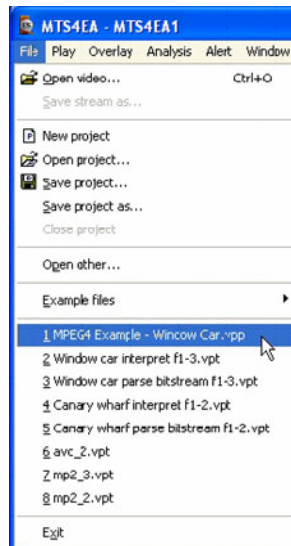 MTS4EA - MTS4EA1
File Play Overlay Analysis Alert Window
Open video... Ctrl+O
Save stream as...
New project
Open project...
Save project...
Save project as...
Close project
Open other...
Example files
1 MPEG4 Example - Wincow Car.vpp
2 Window car interpret f1-3.vpt
3 Window car parse bitstream f1-3.vpt
4 Canary wharf interpret f1-2.vpt
5 Canary wharf parse bitstream f1-2.vpt
6 avc_2.vpt
7 mp2_3.vpt
8 mp2_2.vpt
Exit